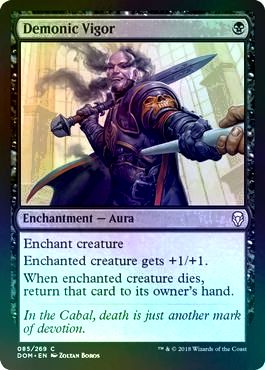 Demonic Vigor
Enchantment — Aura
Enchant creature
Enchanted creature gets +1/+1.
When enchanted creature dies,
return that card to its owner's hand.
In the Cabal, death is just another mark
of devotion.
085/269 C
DOM • EN Zoltan Boros
™ & © 2018 Wizards of the Coast